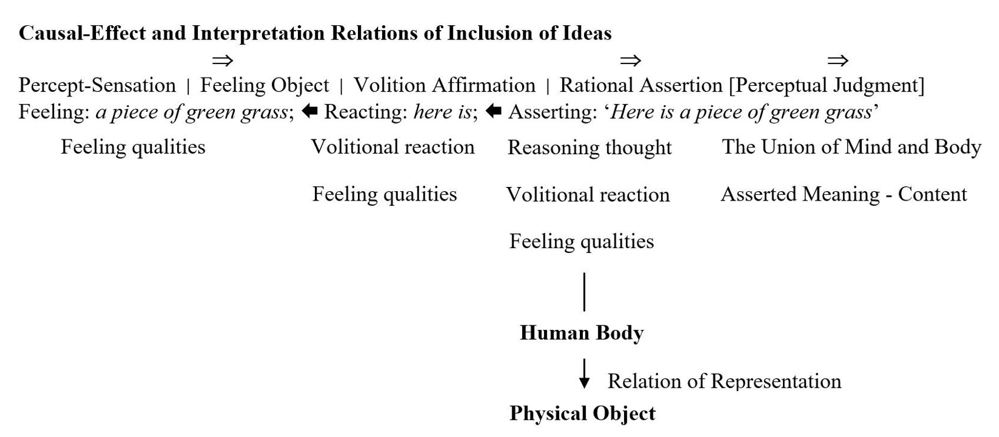 Causal-Effect and Interpretation Relations of Inclusion of Ideas
⇒ ⇒ ⇒
Percept-Sensation | Feeling Object | Volition Affirmation | Rational Assertion [Perceptual Judgment]
Feeling: a piece of green grass; 🡄 Reacting: here is; 🡄 Asserting: ‘Here is a piece of green grass’
Feeling qualities Volitional reaction Reasoning thought The Union of Mind and Body
Feeling qualities Volitional reaction Asserted Meaning - Content
Feeling qualities
Human Body
Relation of Representation
Physical Object